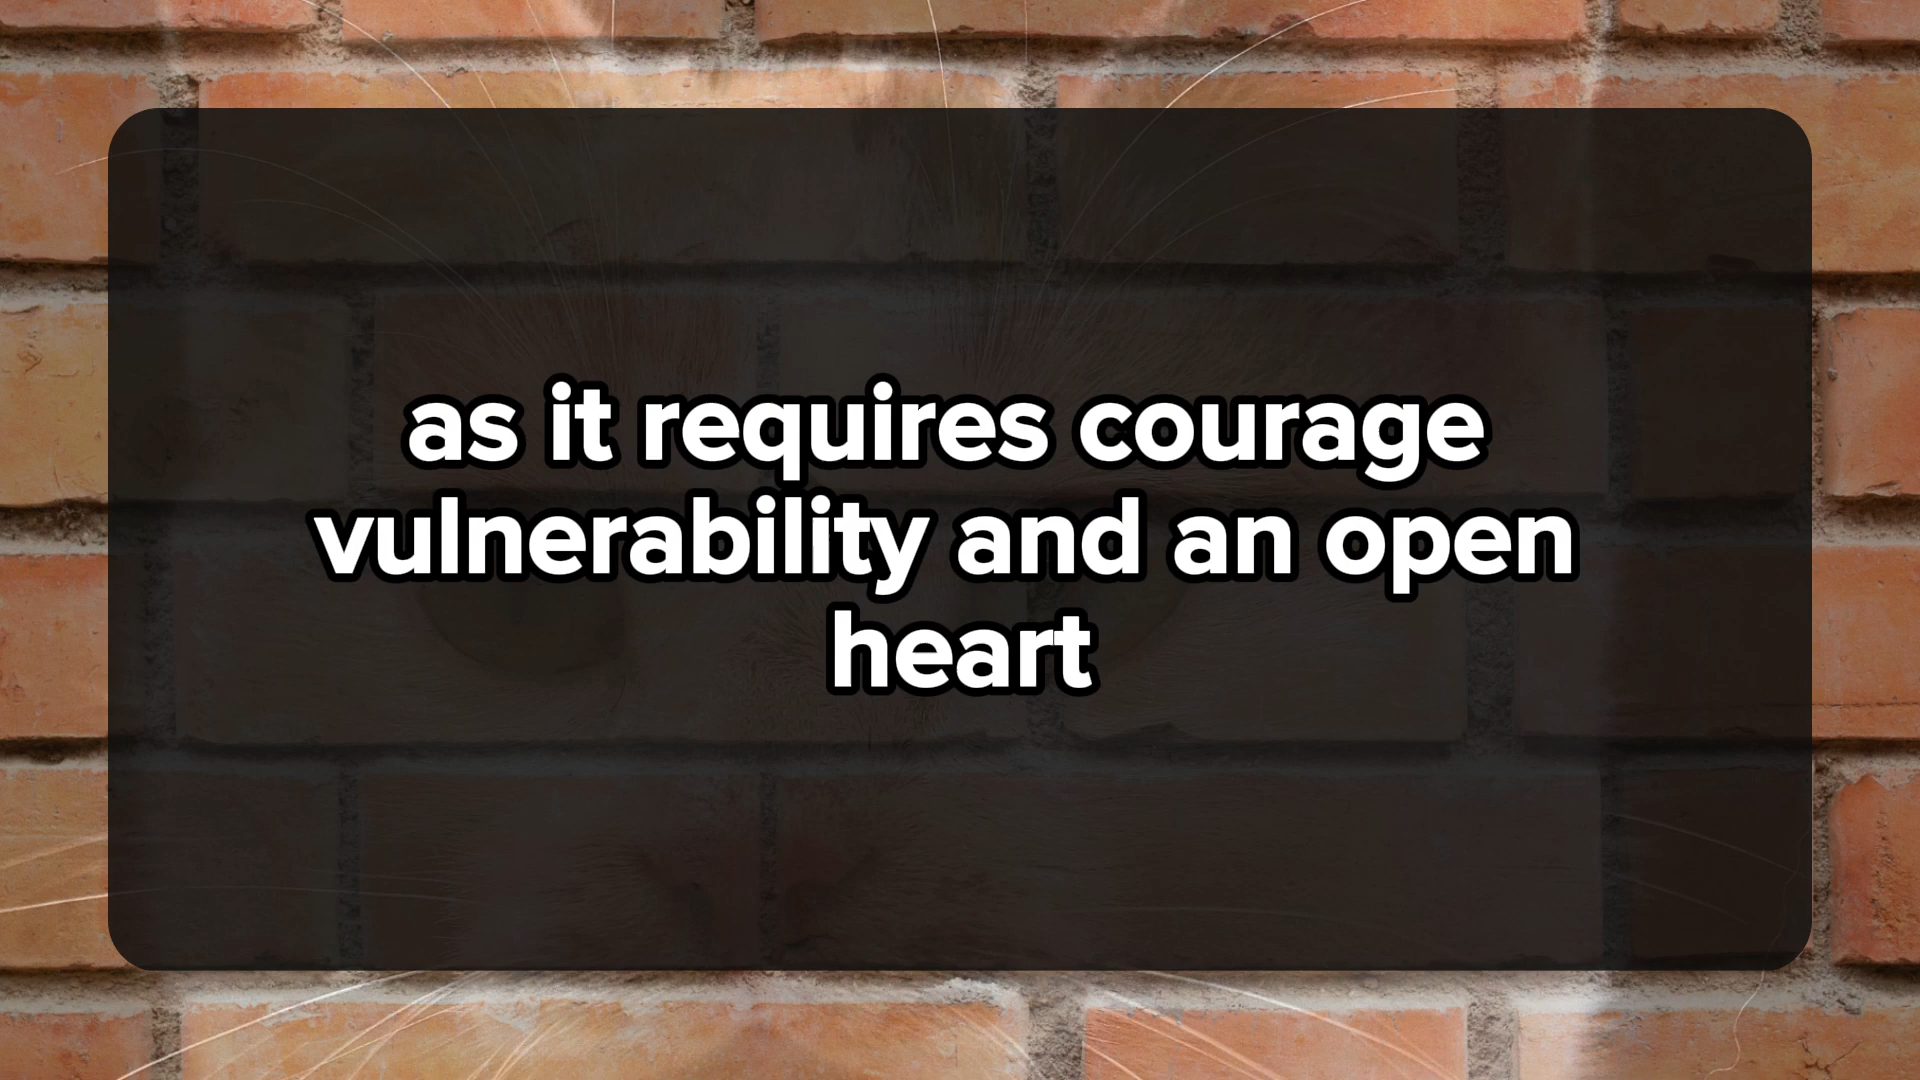 as it requires courage
vulnerability and an open
heart